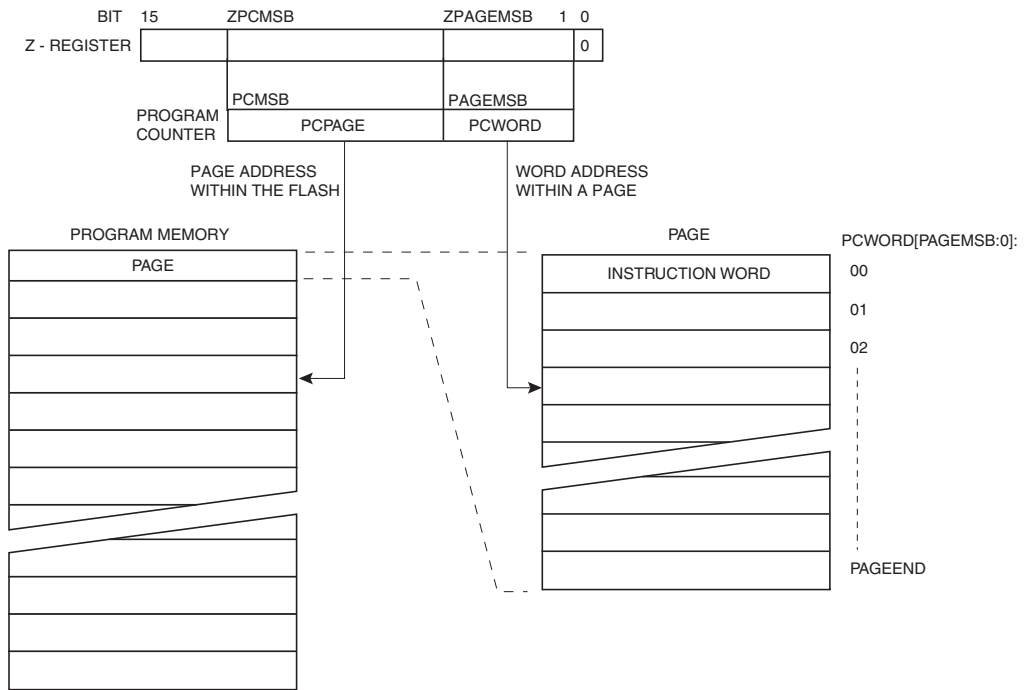 BIT 15 ZPCMSB ZPAGEMSB 1 0
Z - REGISTER 0
PCMSB PAGEMSB
PROGRAM
COUNTER
PCPAGE PCWORD
PAGE ADDRESS
WITHIN THE FLASH
WORD ADDRESS
WITHIN A PAGE
PROGRAM MEMORY
PAGE
PAGE
PCWORD[PAGEMSB:0]:
INSTRUCTION WORD
00
01
02
PAGEEND